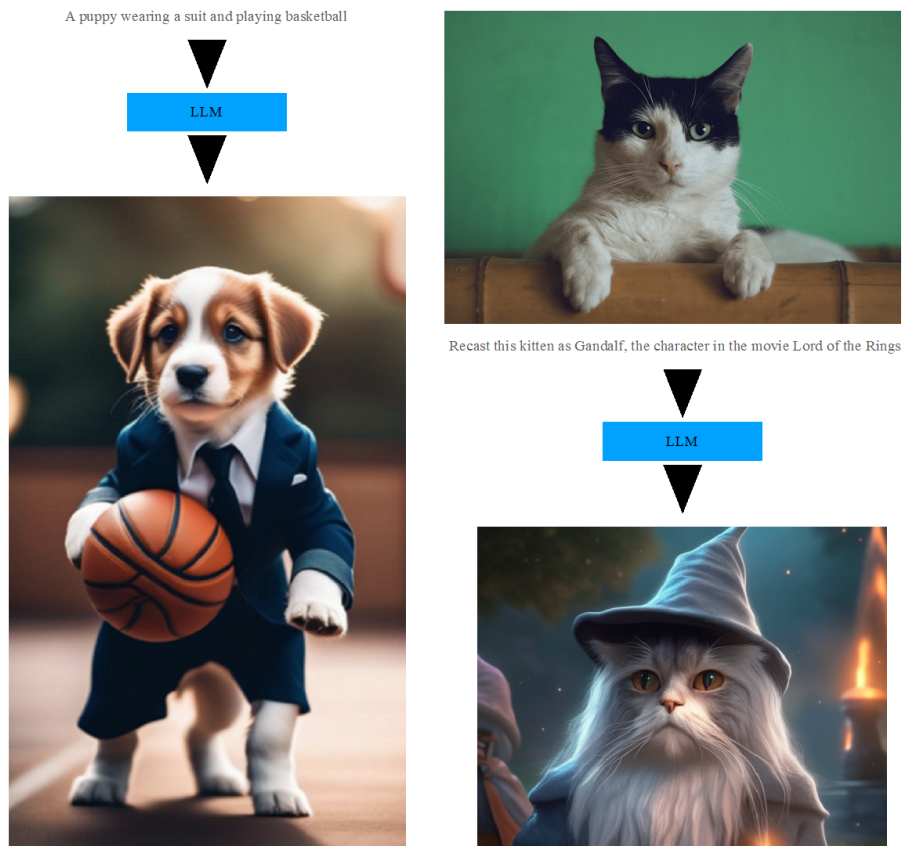 A puppy wearing a suit and playing basketball
LLM
Recast this kitten as Gandalf, the character in the movie Lord of the Rings
LLM